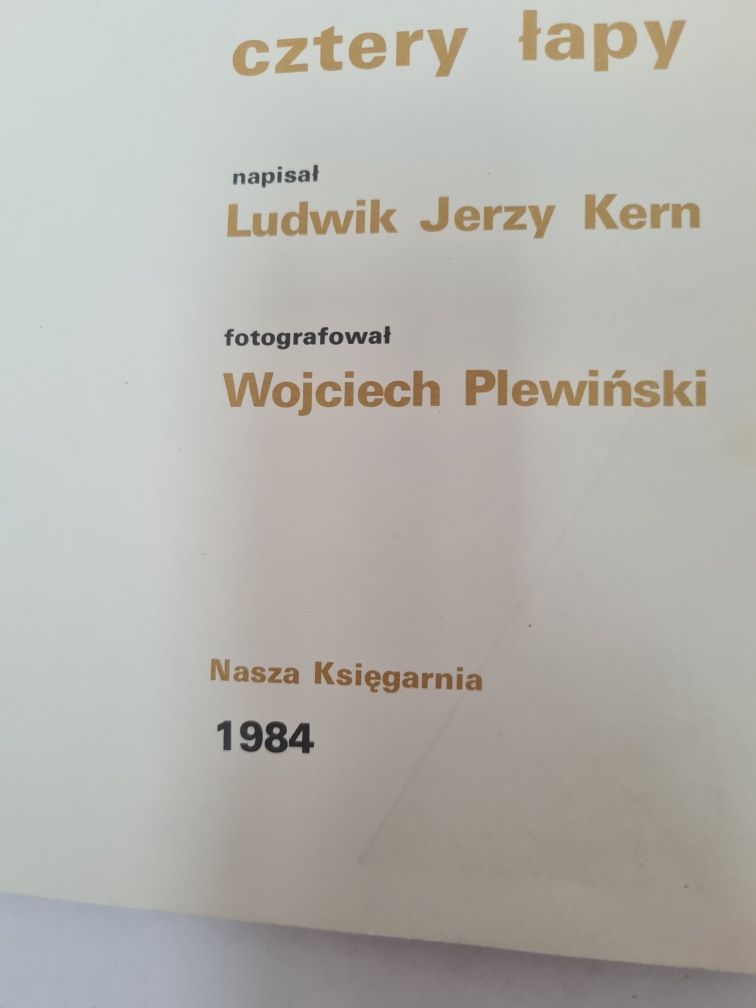 cztery łapy
napisał
Ludwik Jerzy Kern
fotografował
Wojciech Plewiński
Nasza Księgarnia
1984